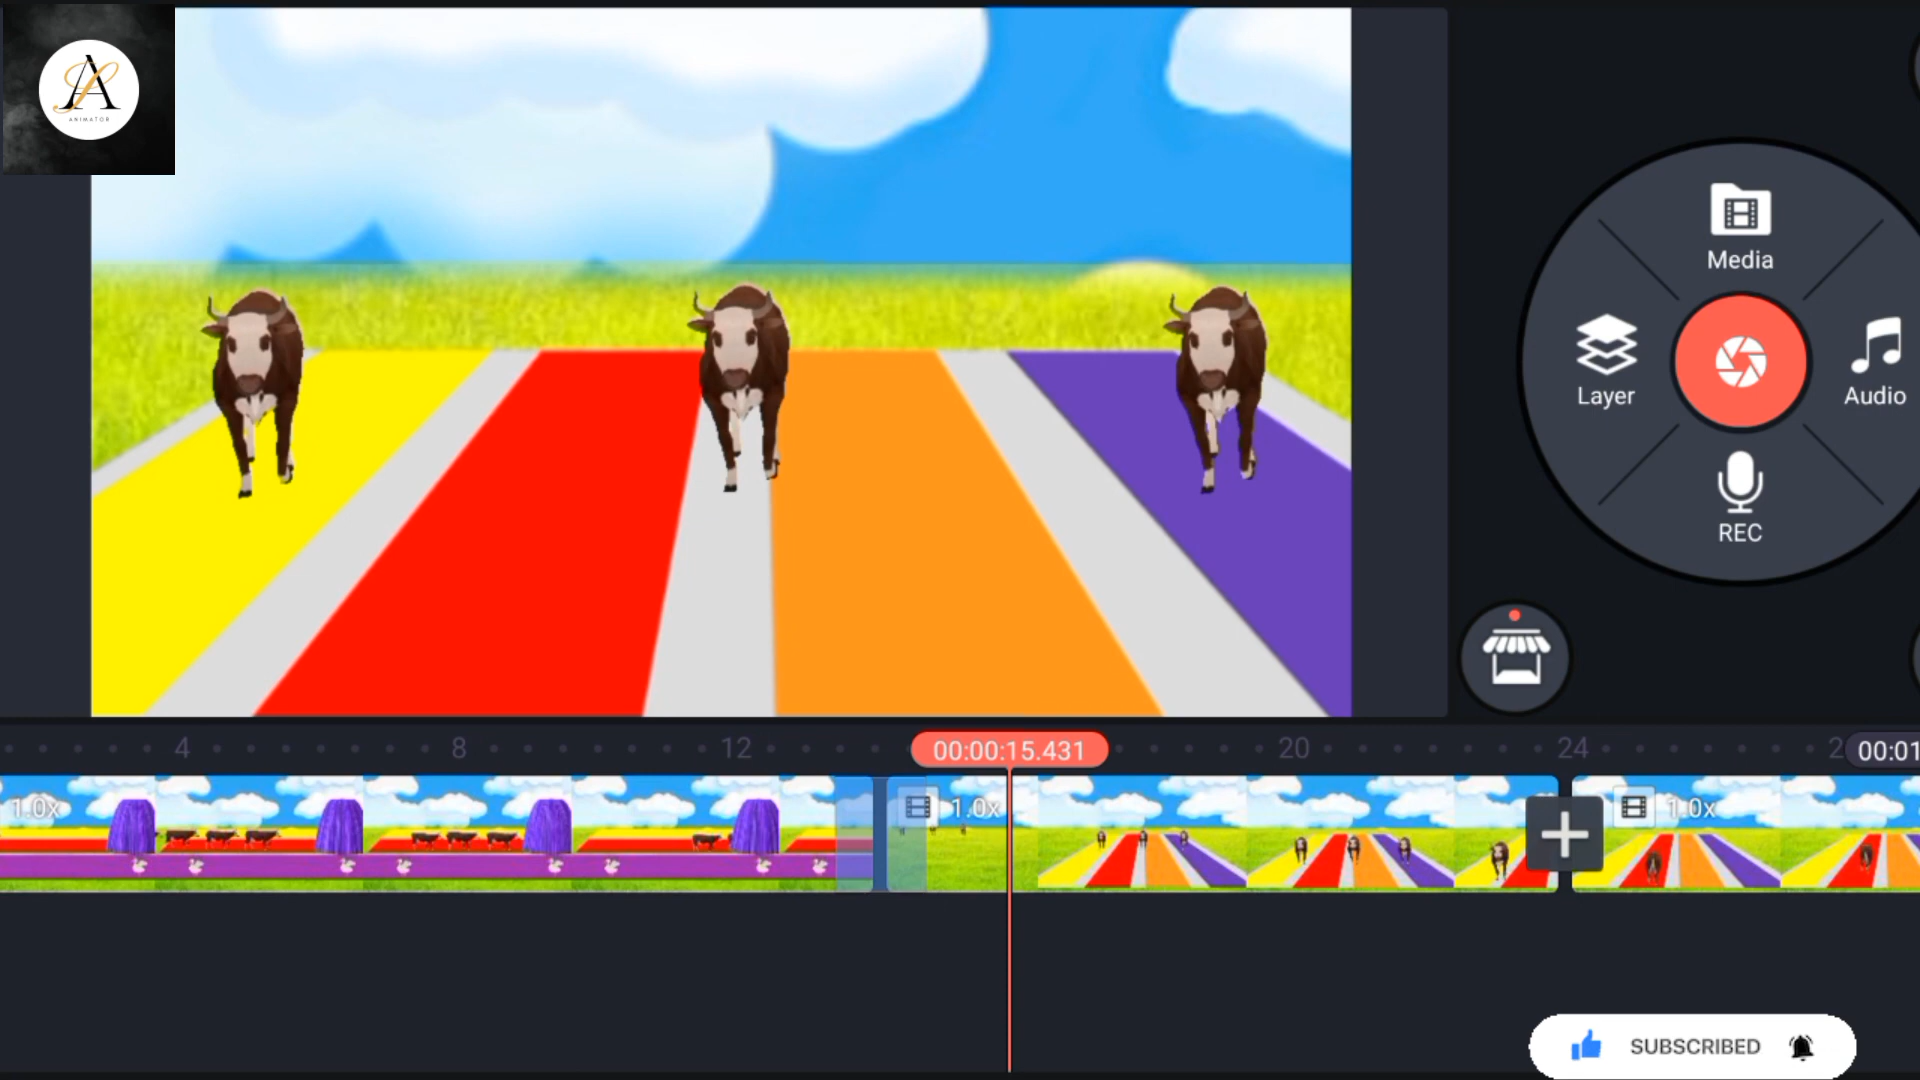 A
ANIMATOR
Media
Layer
Audio
REC
4
8
12
00:00:15.431
20
24
2
00:01
1.0x
1.0x
1.0x
SUBSCRIBED